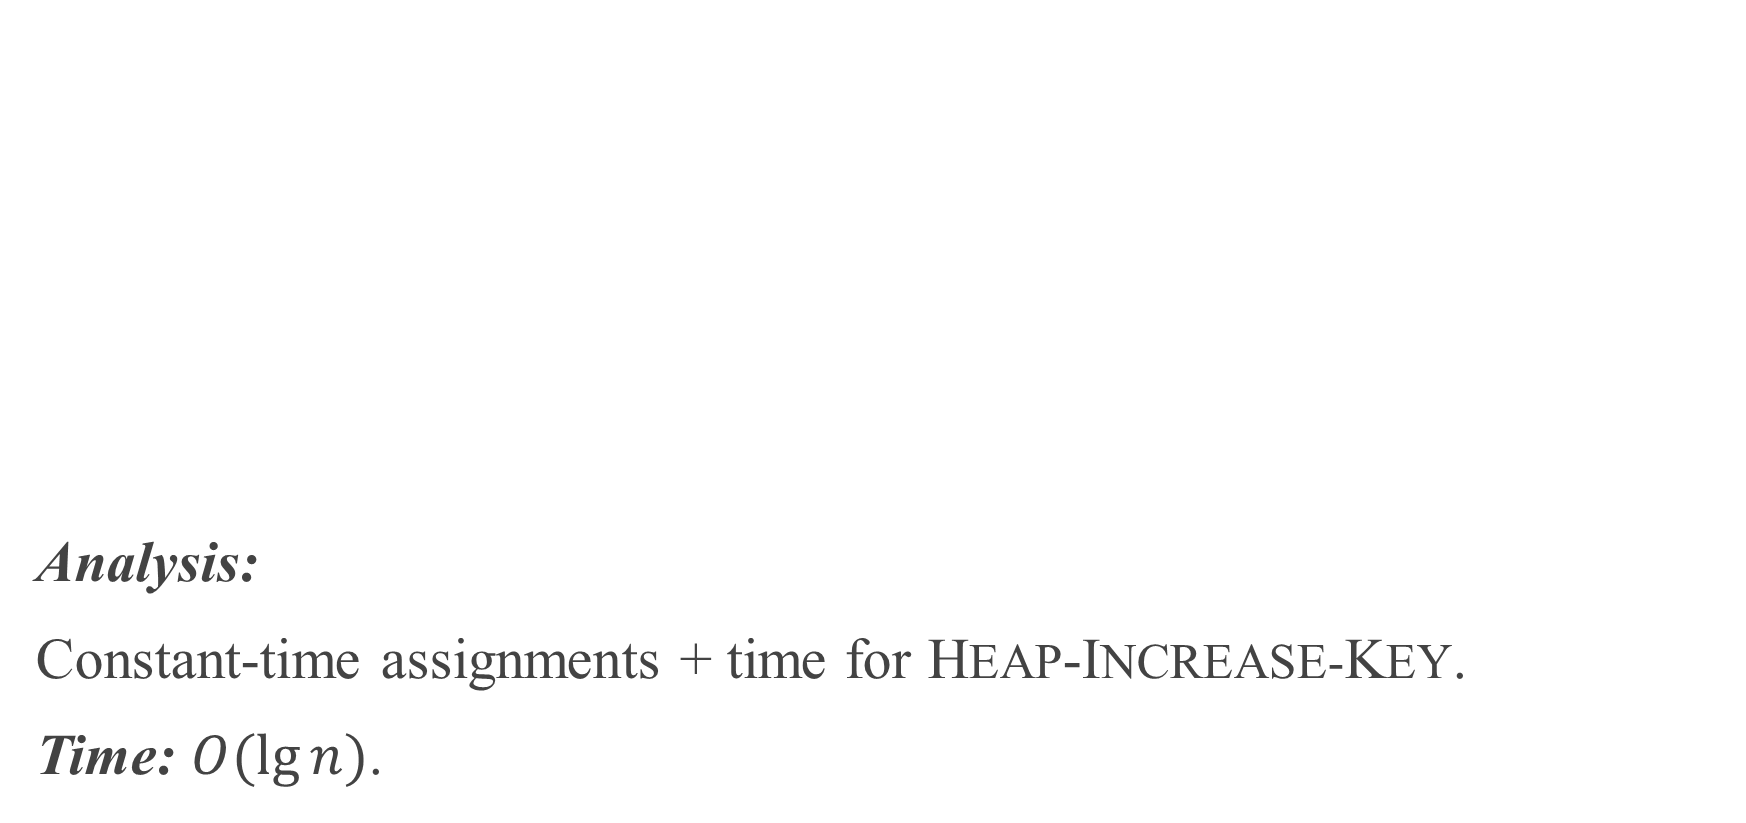 Analysis:
Constant-time assignments + time for HEAP-INCREASE-KEY.
Time: O(lg n).